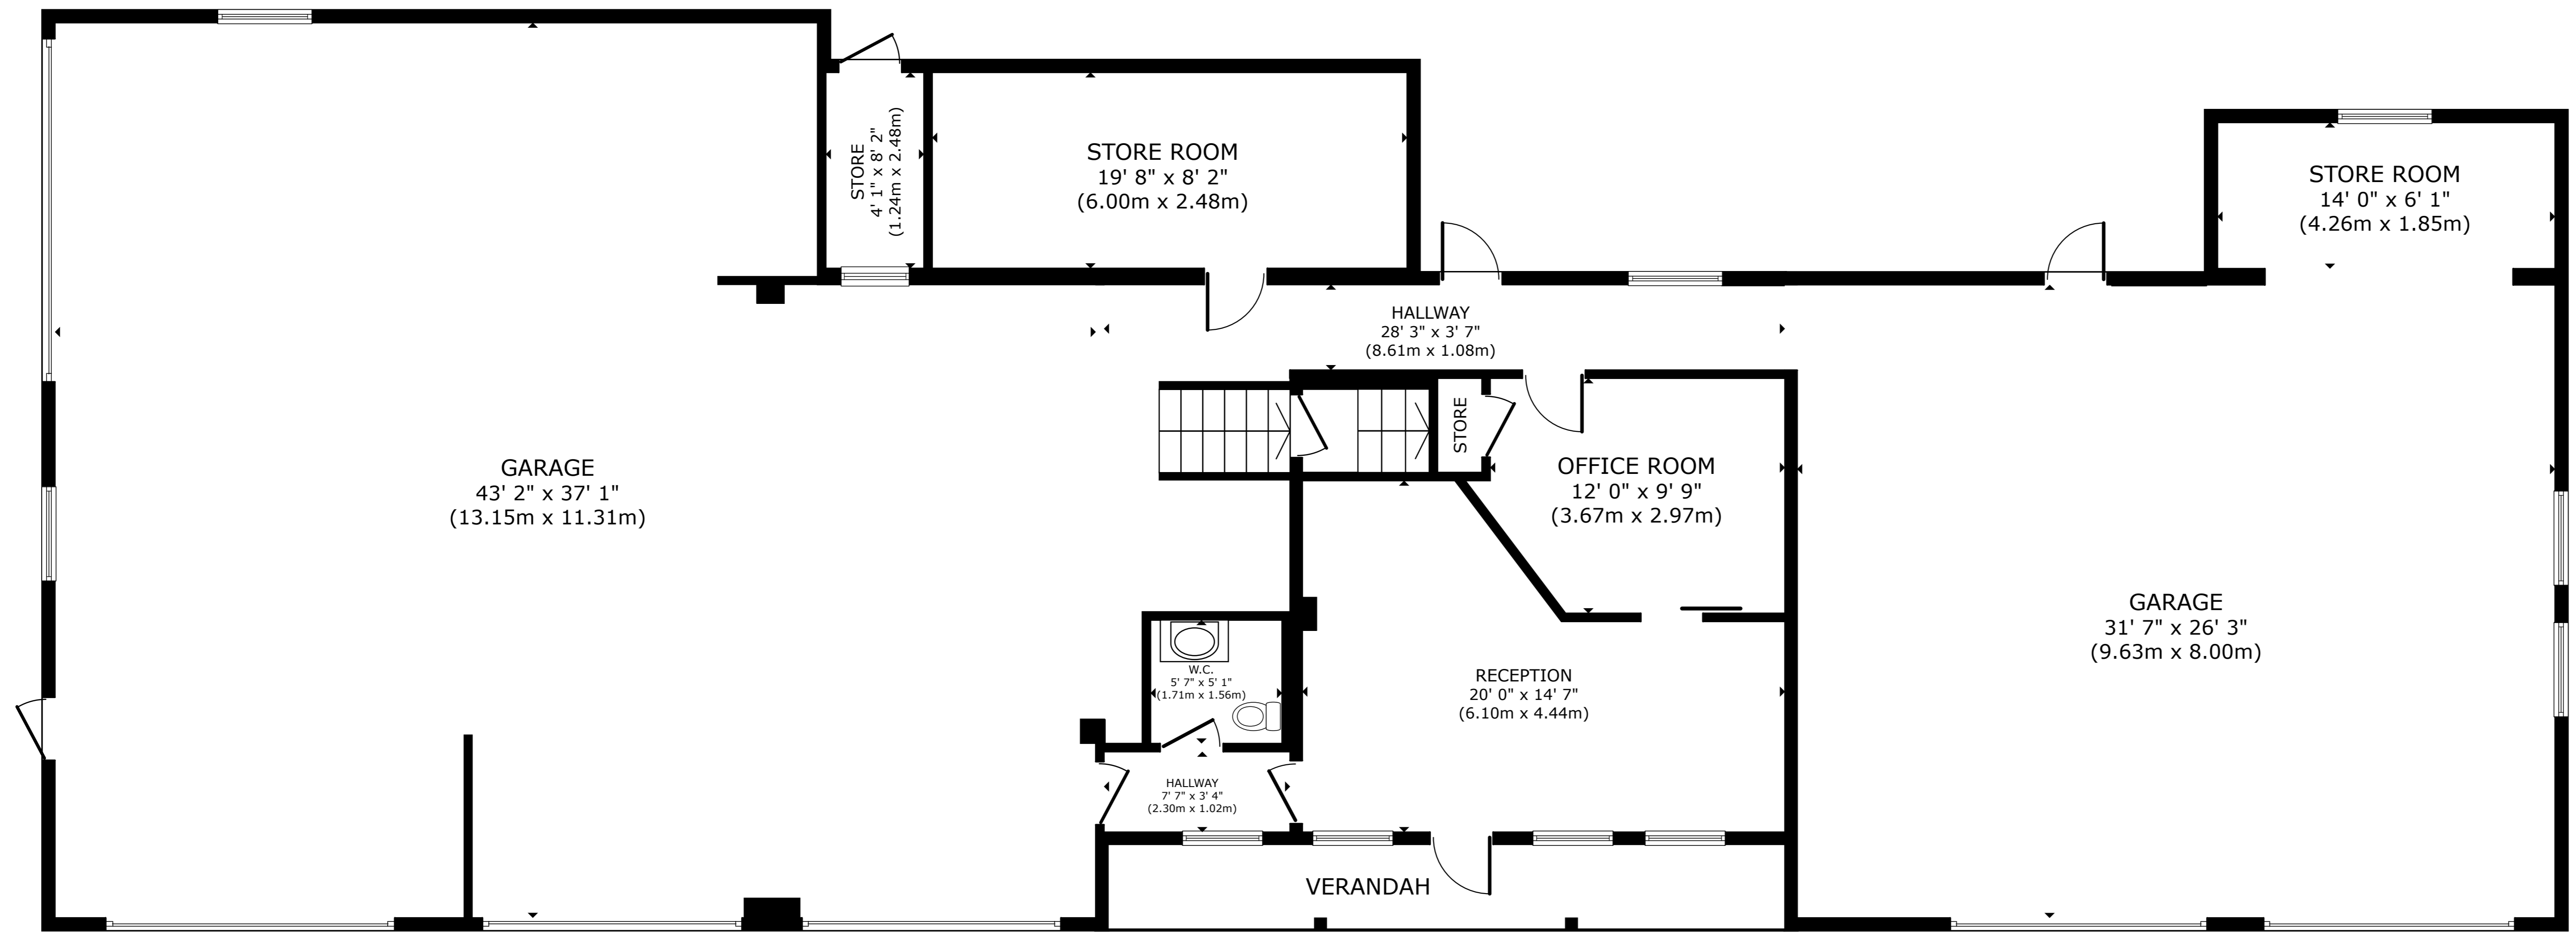 STORE
4' 1" x 8' 2"
(1.24m x 2.48m)
STORE ROOM
19' 8" x 8' 2"
(6.00m x 2.48m)
STORE ROOM
14' 0" x 6' 1"
(4.26m x 1.85m)
HALLWAY
28' 3" x 3' 7"
(8.61m x 1.08m)
GARAGE
43' 2" x 37' 1"
(13.15m x 11.31m)
STORE
OFFICE ROOM
12' 0" x 9' 9"
(3.67m x 2.97m)
GARAGE
31' 7" x 26' 3"
(9.63m x 8.00m)
W.C.
5' 7" x 5' 1"
(1.71m x 1.56m)
RECEPTION
20' 0" x 14' 7"
(6.10m x 4.44m)
HALLWAY
7' 7" x 3' 4"
(2.30m x 1.02m)
VERANDAH